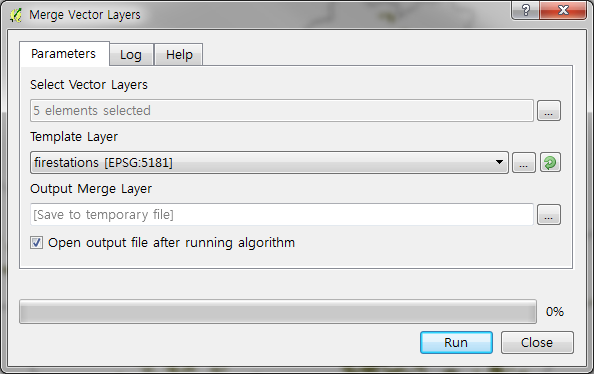 Merge Vector Layers
?
Parameters Log Help
Select Vector Layers
5 elements selected
...
Template Layer
firestations [EPSG:5181]
...
Output Merge Layer
[Save to temporary file]
...
Open output file after running algorithm
0%
Run Close